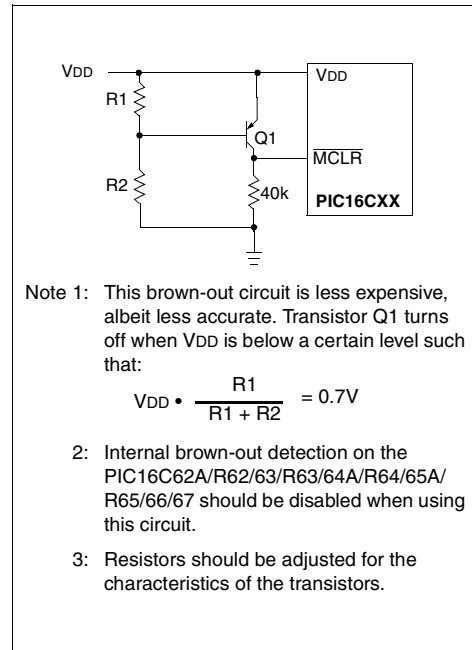 VDD
VDD
R1
Q1
MCLR
R2
40k
PIC16CXX
Note 1: This brown-out circuit is less expensive,
albeit less accurate. Transistor Q1 turns
off when VDD is below a certain level such
that:
VDD • R1 / R1 + R2 = 0.7V
2: Internal brown-out detection on the
PIC16C62A/R62/63/R63/64A/R64/65A/
R65/66/67 should be disabled when using
this circuit.
3: Resistors should be adjusted for the
characteristics of the transistors.